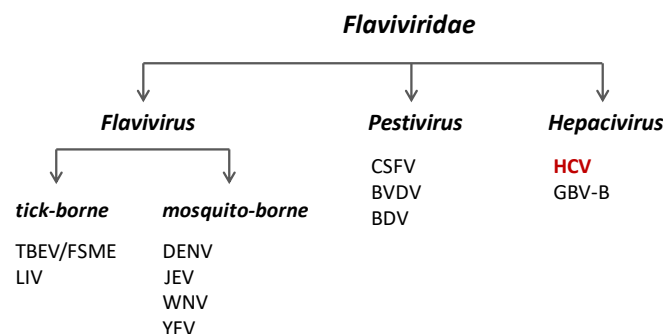 Flaviviridae
Flavivirus
Pestivirus
Hepacivirus
tick-borne
TBEV/FSME
LIV
mosquito-borne
DENV
JEV
WNV
YFV
CSFV
BVDV
BDV
HCV
GBV-B